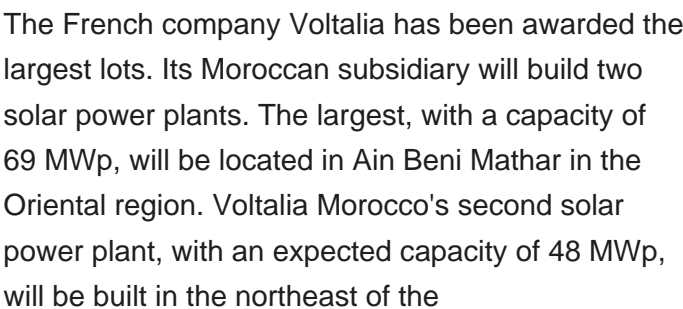 The French company Voltalia has been awarded the
largest lots. Its Moroccan subsidiary will build two
solar power plants. The largest, with a capacity of
69 MWp, will be located in Ain Beni Mathar in the
Oriental region. Voltalia Morocco's second solar
power plant, with an expected capacity of 48 MWp,
will be built in the northeast of the